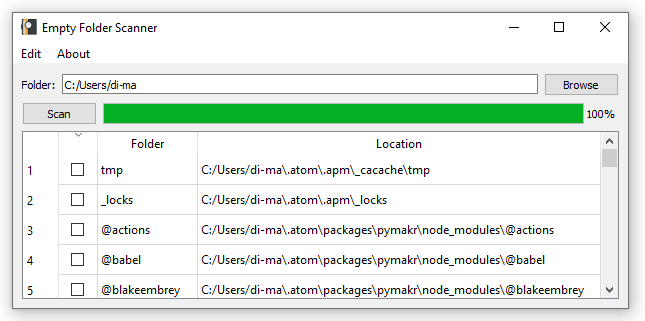 Empty Folder Scanner
Edit About
Folder: C:/Users/di-ma Browse
Scan 100%
Folder Location
1 tmp C:/Users/di-ma\.atom\.apm\_cacache\tmp
2 _locks C:/Users/di-ma\.atom\.apm\_locks
3 @actions C:/Users/di-ma\.atom\packages\pymakr\node_modules\@actions
4 @babel C:/Users/di-ma\.atom\packages\pymakr\node_modules\@babel
5 @blakeembrey C:/Users/di-ma\.atom\packages\pymakr\node_modules\@blakeembrey